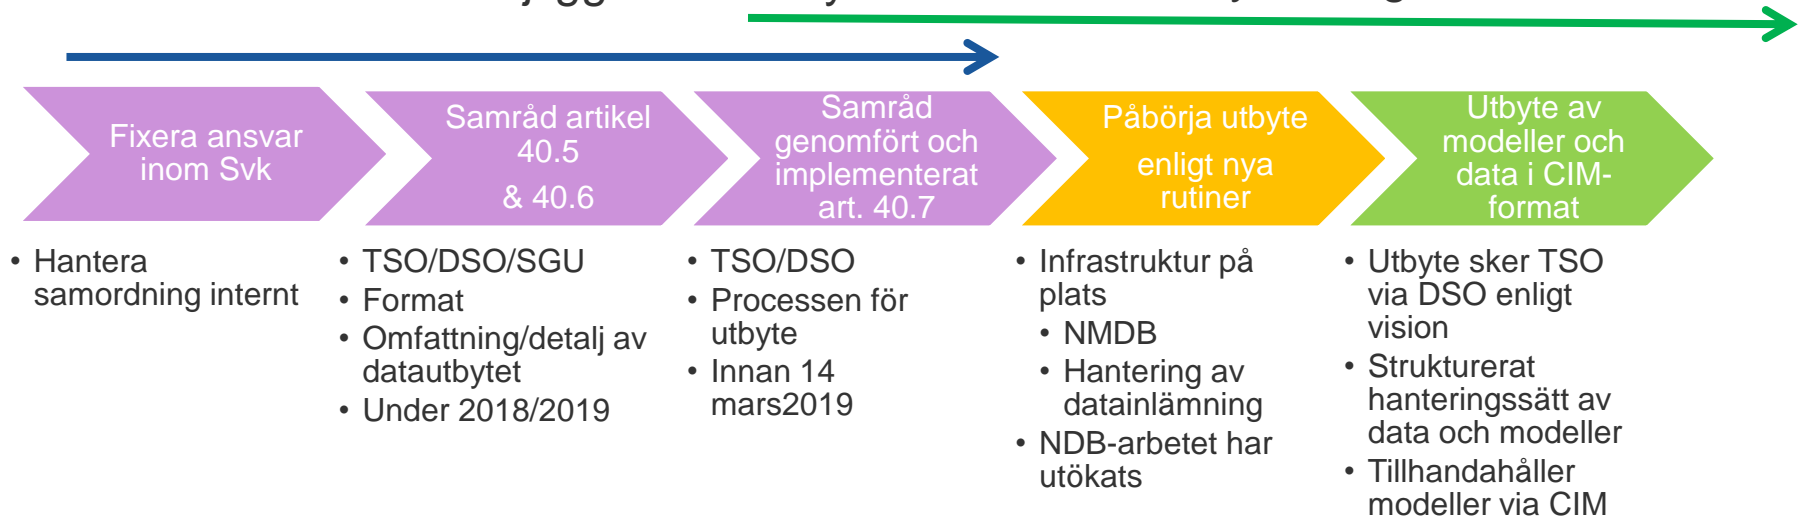 Fixera ansvar
inom Svk
Samråd artikel
40.5
& 40.6
Samråd
genomfört och
implementerat
art. 40.7
Påbörja utbyte
enligt nya
rutiner
Utbyte av
modeller och
data i CIM-
format
• Hantera
samordning internt
• TSO/DSO/SGU
• Format
• Omfattning/detalj av
datautbytet
• Under 2018/2019
• TSO/DSO
• Processen för
utbyte
• Innan 14
mars2019
• Infrastruktur på
plats
• NMDB
• Hantering av
datainlämning
• NDB-arbetet har
utökats
• Utbyte sker TSO
via DSO enligt
vision
• Strukturerat
hanteringssätt av
data och modeller
• Tillhandahåller
modeller via CIM